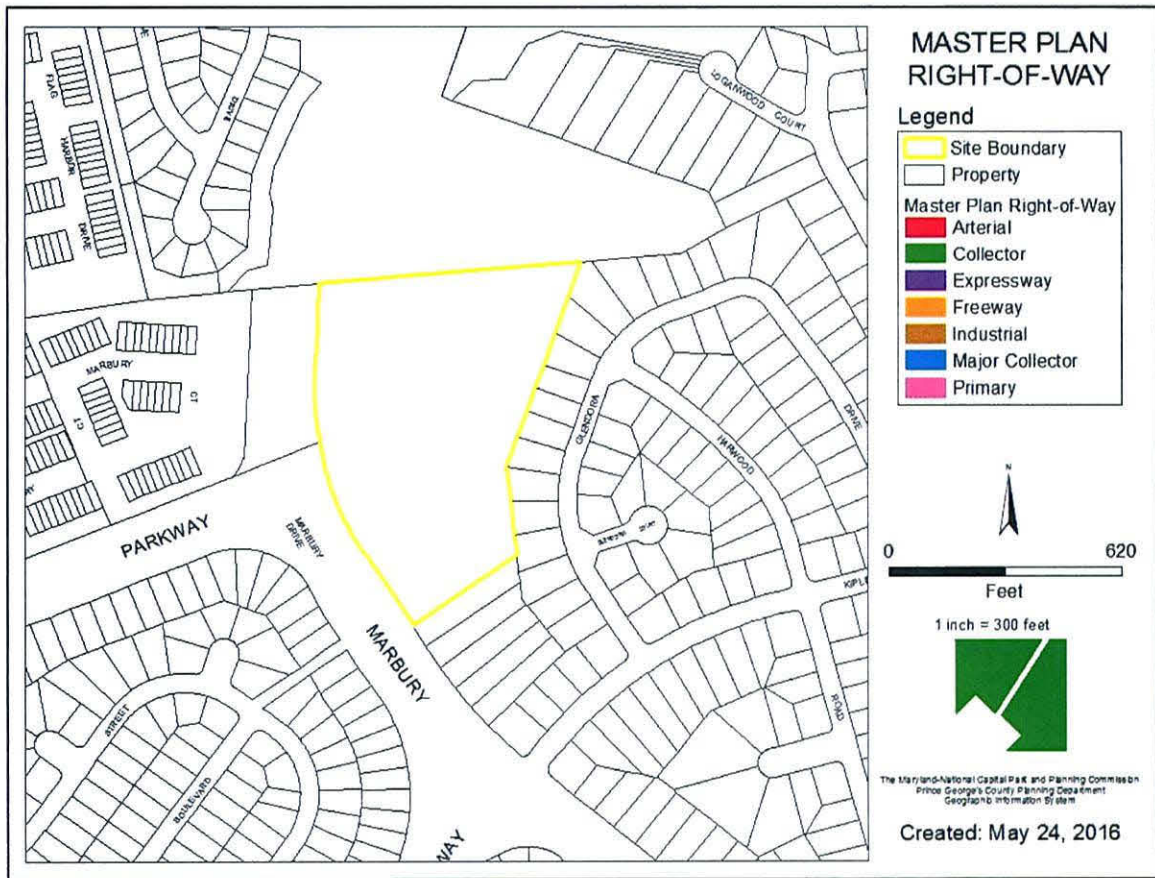 MASTER PLAN
RIGHT-OF-WAY
Legend
Site Boundary
Property
Master Plan Right-of-Way
Arterial
Collector
Expressway
Freeway
Industrial
Major Collector
Primary
N
0 620
Feet
1 inch = 300 feet
The Maryland-National Capital Park and Planning Commission
Prince George's County Planning Department
Geographic Information System
Created: May 24, 2016
FLAG
HARBOR
DRIVE
LOGANWOOD COURT
MARBURY
CT
CT
PARKWAY
MARBURY
DRIVE
MARBURY
GLENDORA
DRIVE
HARWOOD
COURT
KIPL
ROAD
STREET
BOULEVARD
WAY